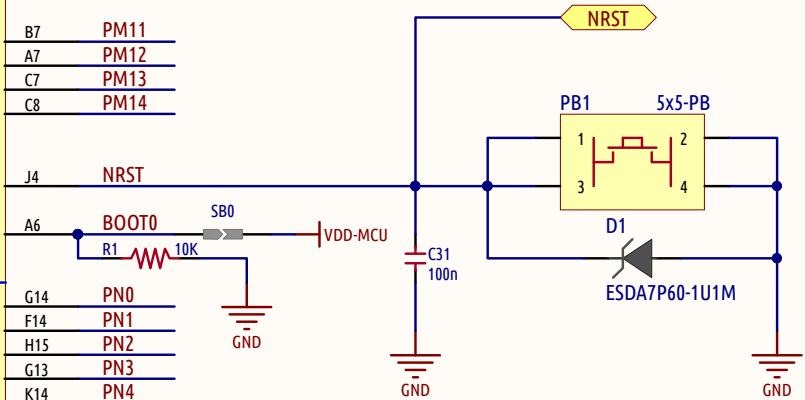 NRST
B7 PM11
A7 PM12
C7 PM13
C8 PM14
PB1 5x5-PB
1 2
3 4
J4 NRST
A6 BOOT0
SB0
VDD-MCU
R1 10K
C31
100n
D1
ESDA7P60-1U1M
G14 PN0
F14 PN1
H15 PN2
G13 PN3
K14 PN4
GND
GND
GND